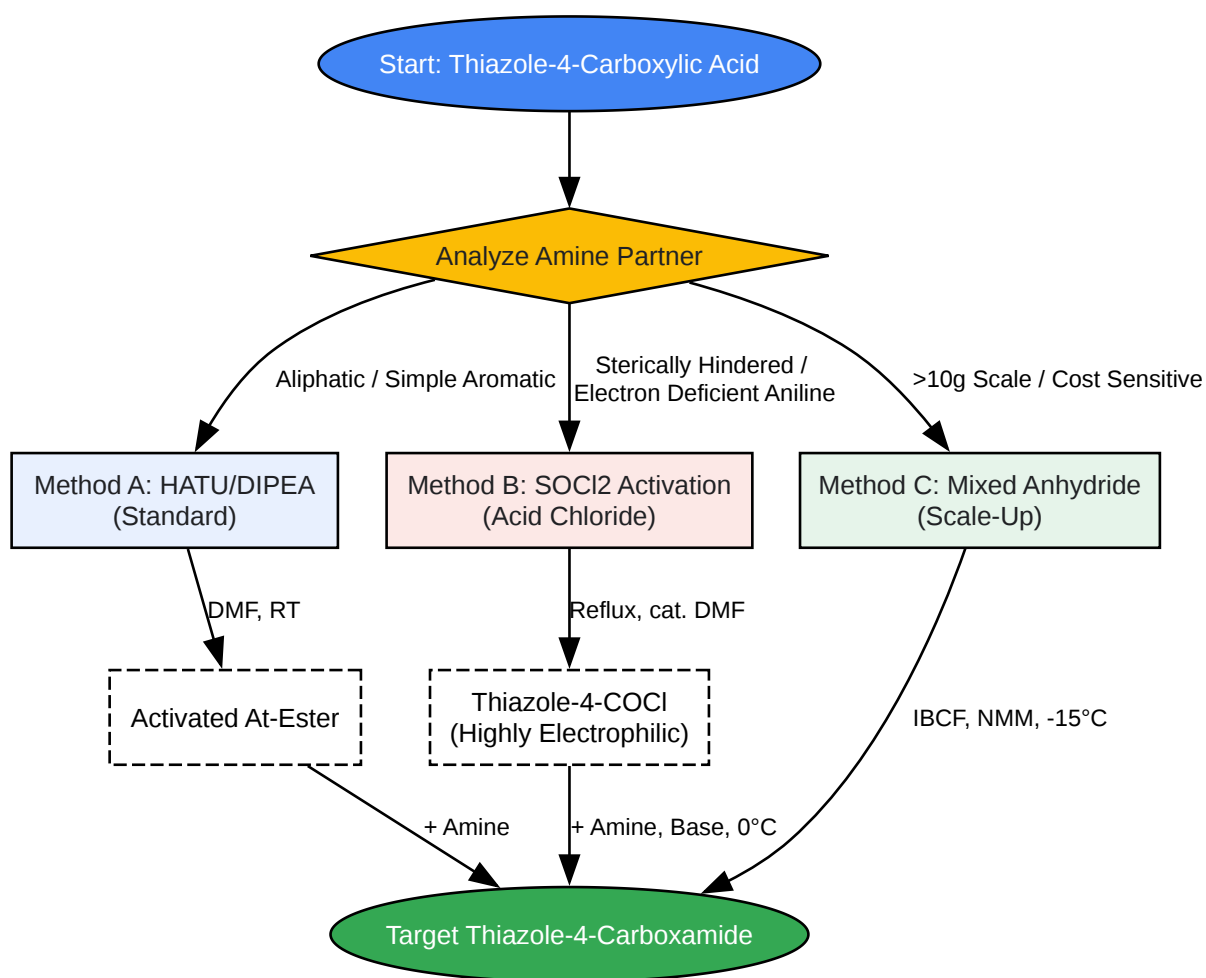 Start: Thiazole-4-Carboxylic Acid
Analyze Amine Partner
Aliphatic / Simple Aromatic
Sterically Hindered /
Electron Deficient Aniline
>10g Scale / Cost Sensitive
Method A: HATU/DIPEA
(Standard)
Method B: SOCl2 Activation
(Acid Chloride)
Method C: Mixed Anhydride
(Scale-Up)
DMF, RT
Reflux, cat. DMF
Activated At-Ester
Thiazole-4-COCl
(Highly Electrophilic)
IBCF, NMM, -15°C
+ Amine
+ Amine, Base, 0°C
Target Thiazole-4-Carboxamide